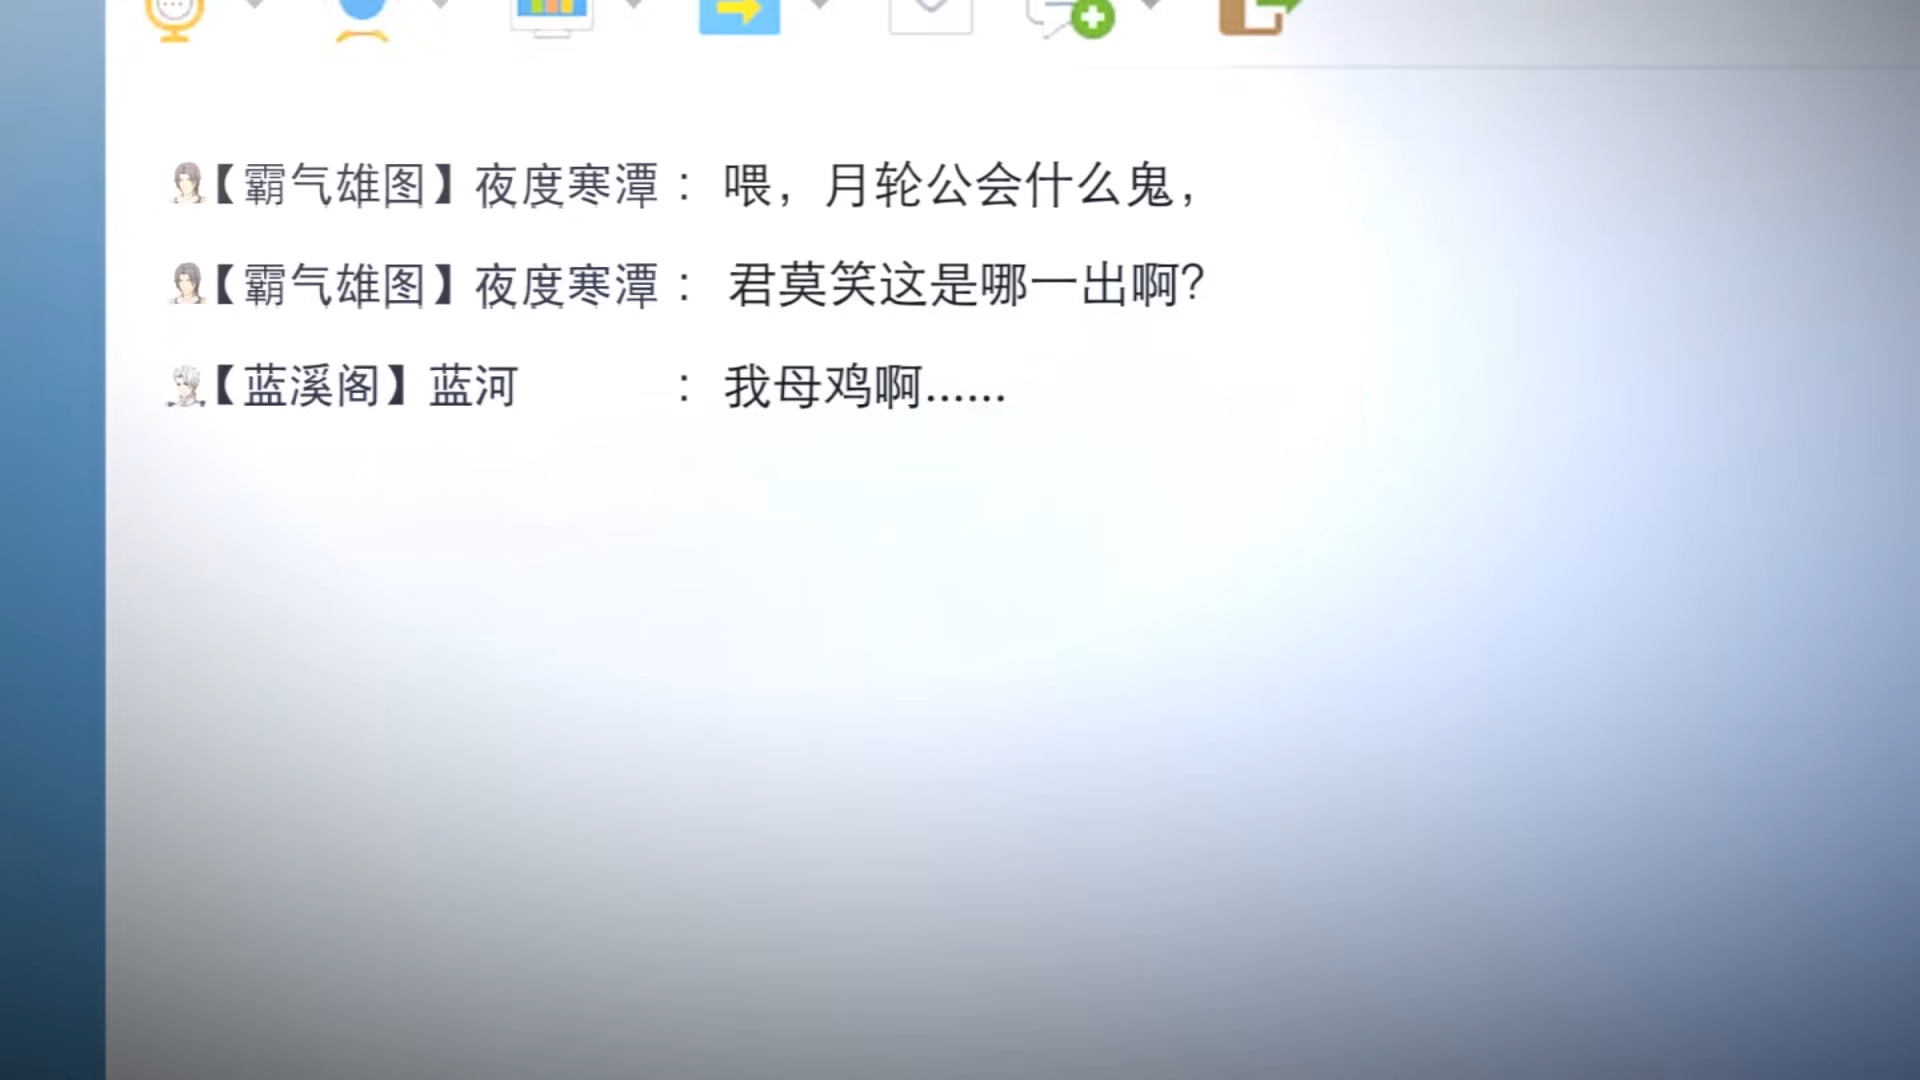 【霸气雄图】夜度寒潭：喂，月轮公会什么鬼，
【霸气雄图】夜度寒潭：君莫笑这是哪一出啊？
【蓝溪阁】蓝河：我母鸡啊......